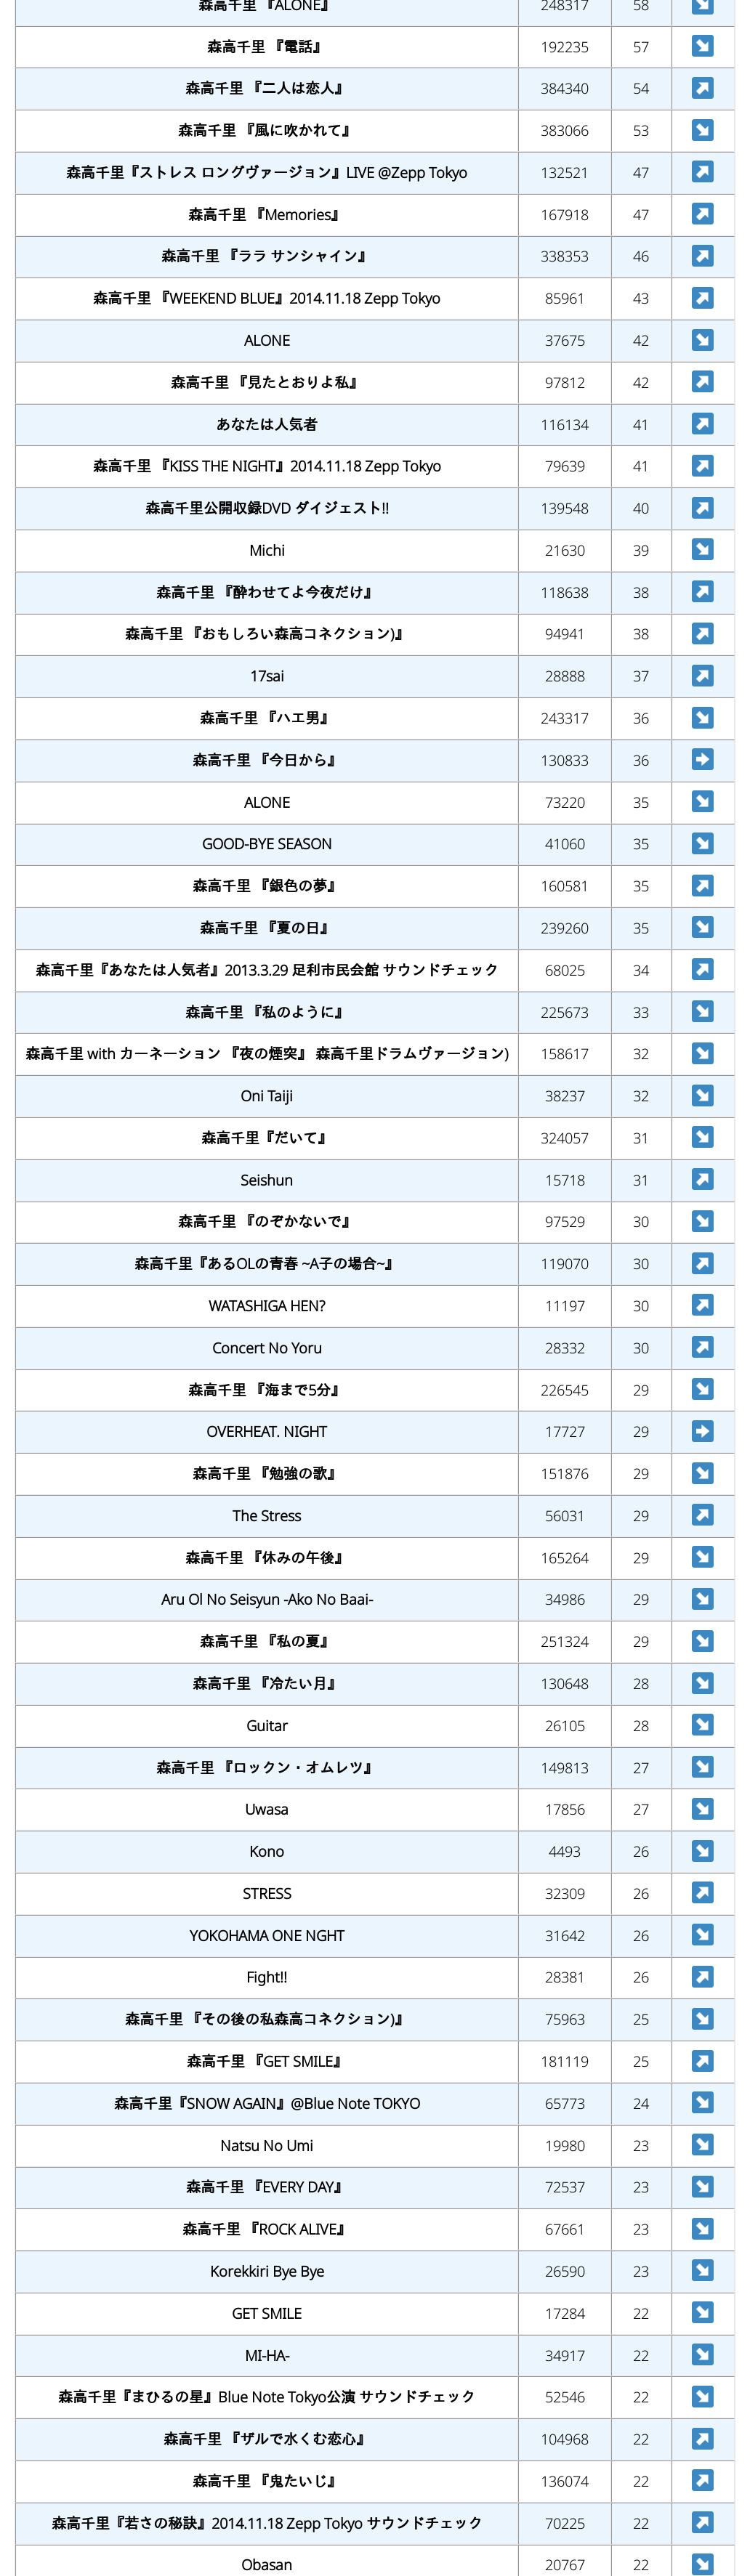 森高千里 『ALONE』 248317 58
森高千里 『電話』 192235 57
森高千里 『二人は恋人』 384340 54
森高千里 『風に吹かれて』 383066 53
森高千里『ストレス ロングヴァージョン』LIVE @Zepp Tokyo 132521 47
森高千里 『Memories』 167918 47
森高千里 『ララ サンシャイン』 338353 46
森高千里 『WEEKEND BLUE』2014.11.18 Zepp Tokyo 85961 43
ALONE 37675 42
森高千里 『見たとおりよ私』 97812 42
あなたは人気者 116134 41
森高千里 『KISS THE NIGHT』2014.11.18 Zepp Tokyo 79639 41
森高千里公開収録DVD ダイジェスト!! 139548 40
Michi 21630 39
森高千里 『酔わせてよ今夜だけ』 118638 38
森高千里 『おもしろい森高コネクション)』 94941 38
17sai 28888 37
森高千里 『ハエ男』 243317 36
森高千里 『今日から』 130833 36
ALONE 73220 35
GOOD-BYE SEASON 41060 35
森高千里 『銀色の夢』 160581 35
森高千里 『夏の日』 239260 35
森高千里『あなたは人気者』2013.3.29 足利市民会館 サウンドチェック 68025 34
森高千里 『私のように』 225673 33
森高千里 with カーネーション 『夜の煙突』 森高千里ドラムヴァージョン) 158617 32
Oni Taiji 38237 32
森高千里『だいて』 324057 31
Seishun 15718 31
森高千里 『のぞかないで』 97529 30
森高千里『あるOLの青春 ~A子の場合~』 119070 30
WATASHIGA HEN? 11197 30
Concert No Yoru 28332 30
森高千里 『海まで5分』 226545 29
OVERHEAT. NIGHT 17727 29
森高千里 『勉強の歌』 151876 29
The Stress 56031 29
森高千里 『休みの午後』 165264 29
Aru Ol No Seisyun -Ako No Baai- 34986 29
森高千里 『私の夏』 251324 29
森高千里 『冷たい月』 130648 28
Guitar 26105 28
森高千里 『ロックン・オムレツ』 149813 27
Uwasa 17856 27
Kono 4493 26
STRESS 32309 26
YOKOHAMA ONE NGHT 31642 26
Fight!! 28381 26
森高千里 『その後の私森高コネクション)』 75963 25
森高千里 『GET SMILE』 181119 25
森高千里『SNOW AGAIN』@Blue Note TOKYO 65773 24
Natsu No Umi 19980 23
森高千里 『EVERY DAY』 72537 23
森高千里 『ROCK ALIVE』 67661 23
Korekkiri Bye Bye 26590 23
GET SMILE 17284 22
MI-HA- 34917 22
森高千里『まひるの星』Blue Note Tokyo公演 サウンドチェック 52546 22
森高千里 『ザルで水くむ恋心』 104968 22
森高千里 『鬼たいじ』 136074 22
森高千里『若さの秘訣』2014.11.18 Zepp Tokyo サウンドチェック 70225 22
Obasan 20767 22